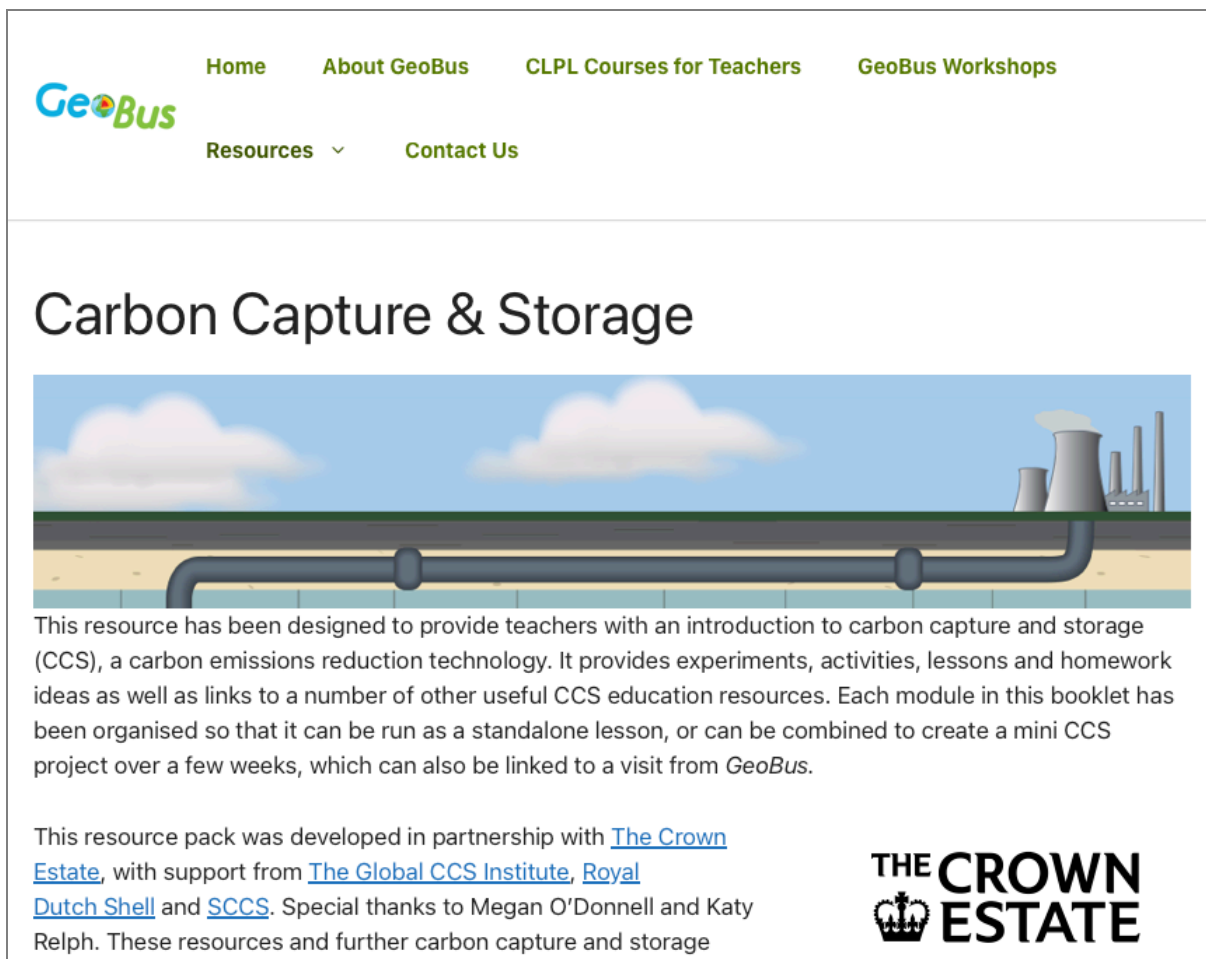 Home About GeoBus CLPL Courses for Teachers GeoBus Workshops
GeoBus
Resources Contact Us
Carbon Capture & Storage
This resource has been designed to provide teachers with an introduction to carbon capture and storage
(CCS), a carbon emissions reduction technology. It provides experiments, activities, lessons and homework
ideas as well as links to a number of other useful CCS education resources. Each module in this booklet has
been organised so that it can be run as a standalone lesson, or can be combined to create a mini CCS
project over a few weeks, which can also be linked to a visit from GeoBus.
This resource pack was developed in partnership with The Crown
Estate, with support from The Global CCS Institute, Royal
Dutch Shell and SCCS. Special thanks to Megan O’Donnell and Katy
Relph. These resources and further carbon capture and storage
THE CROWN
ESTATE